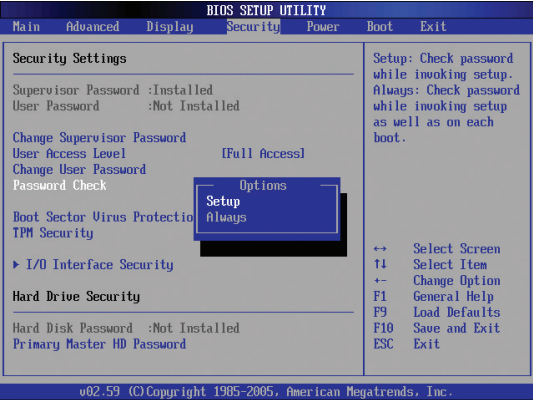 BIOS SETUP UTILITY
Main Advanced Display Security Power Boot Exit
Security Settings
Supervisor Password :Installed
User Password :Not Installed
Change Supervisor Password
User Access Level [Full Access]
Change User Password
Password Check
Boot Sector Virus Protectio
TPM Security
I/O Interface Security
Hard Drive Security
Hard Disk Password :Not Installed
Primary Master HD Password
Options
Setup
Always
Setup: Check password
while invoking setup.
Always: Check password
while invoking setup
as well as on each
boot.
↔ Select Screen
↑↓ Select Item
+- Change Option
F1 General Help
F9 Load Defaults
F10 Save and Exit
ESC Exit
v02.59 (C)Copyright 1985-2005, American Megatrends, Inc.